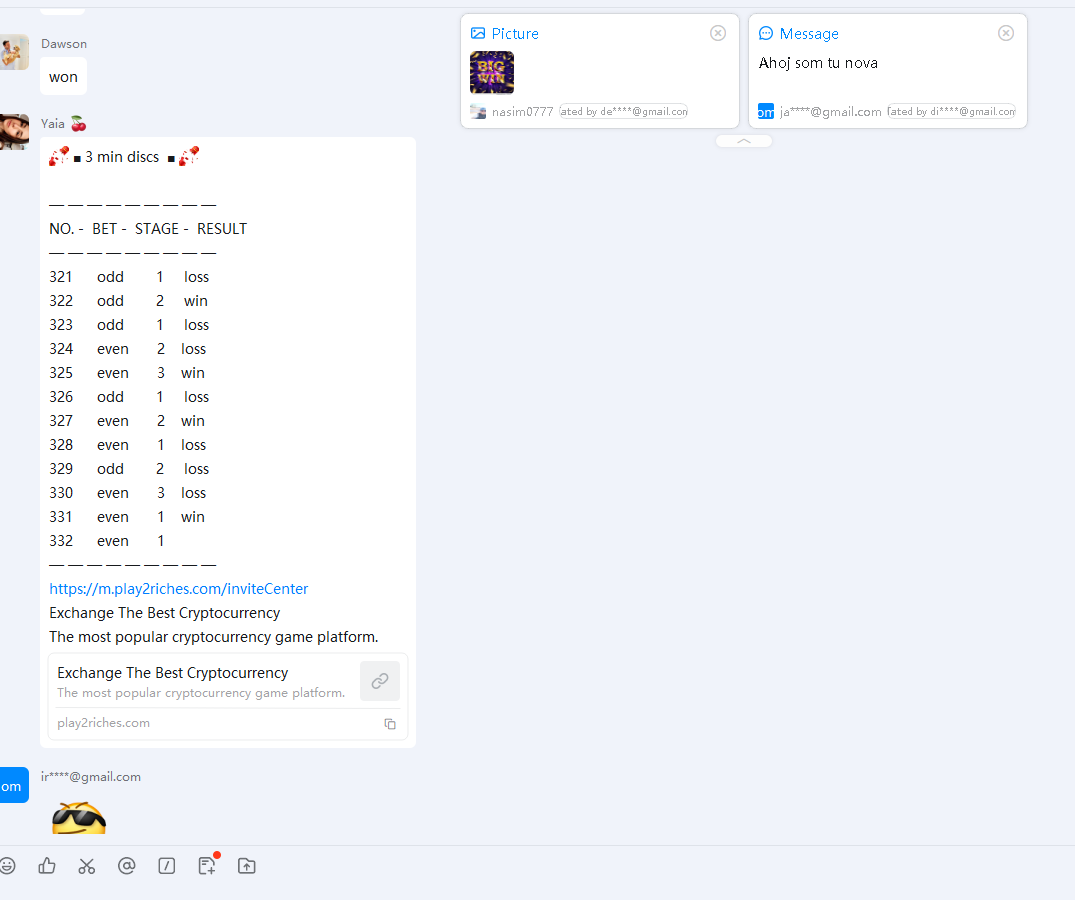 Dawson
won
Yaia
3 min discs
— — — — — — — — —
NO. - BET - STAGE - RESULT
— — — — — — — — —
321 odd 1 loss
322 odd 2 win
323 odd 1 loss
324 even 2 loss
325 even 3 win
326 odd 1 loss
327 even 2 win
328 even 1 loss
329 odd 2 loss
330 even 3 loss
331 even 1 win
332 even 1
— — — — — — — — —
https://m.play2riches.com/inviteCenter
Exchange The Best Cryptocurrency
The most popular cryptocurrency game platform.
Exchange The Best Cryptocurrency
The most popular cryptocurrency game platform.
play2riches.com
ir****@gmail.com
om
Picture
BIG
WIN
nasim0777 ated by de****@gmail.con
Message
Ahoj som tu nova
om ja****@gmail.com ated by di****@gmail.com